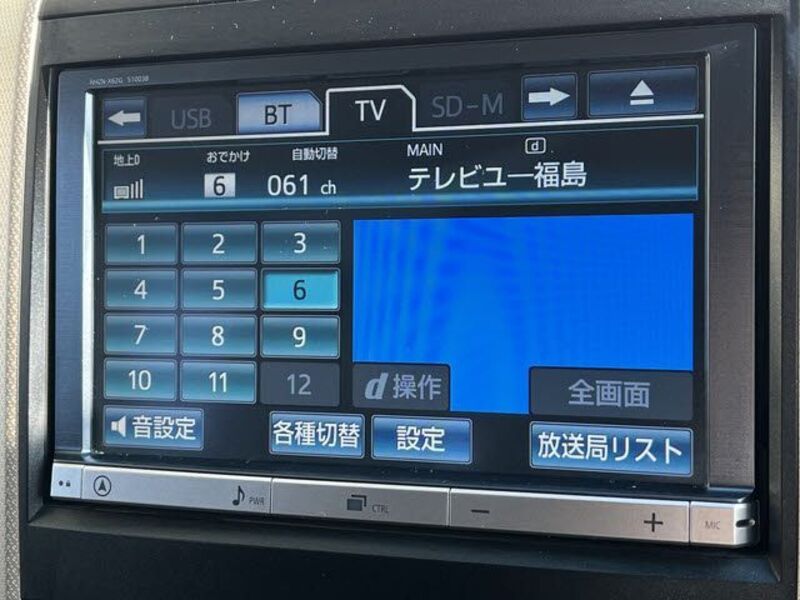 USB BT TV SD-M
地上D おでかけ 自動切替 MAIN d
6 061 ch テレビユー福島
1 2 3
4 5 6
7 8 9
10 11 12
d操作 全画面
音設定 各種切替 設定 放送局リスト
PWR CTRL − + MIC